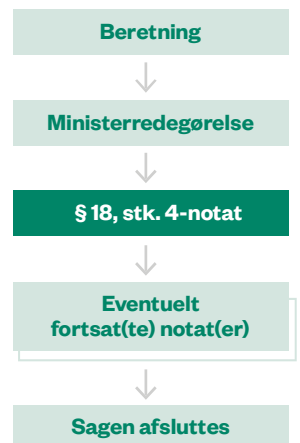 Beretning
Ministerredegørelse
§ 18, stk. 4-notat
Eventuelt
fortsat(te) notat(er)
Sagen afsluttes